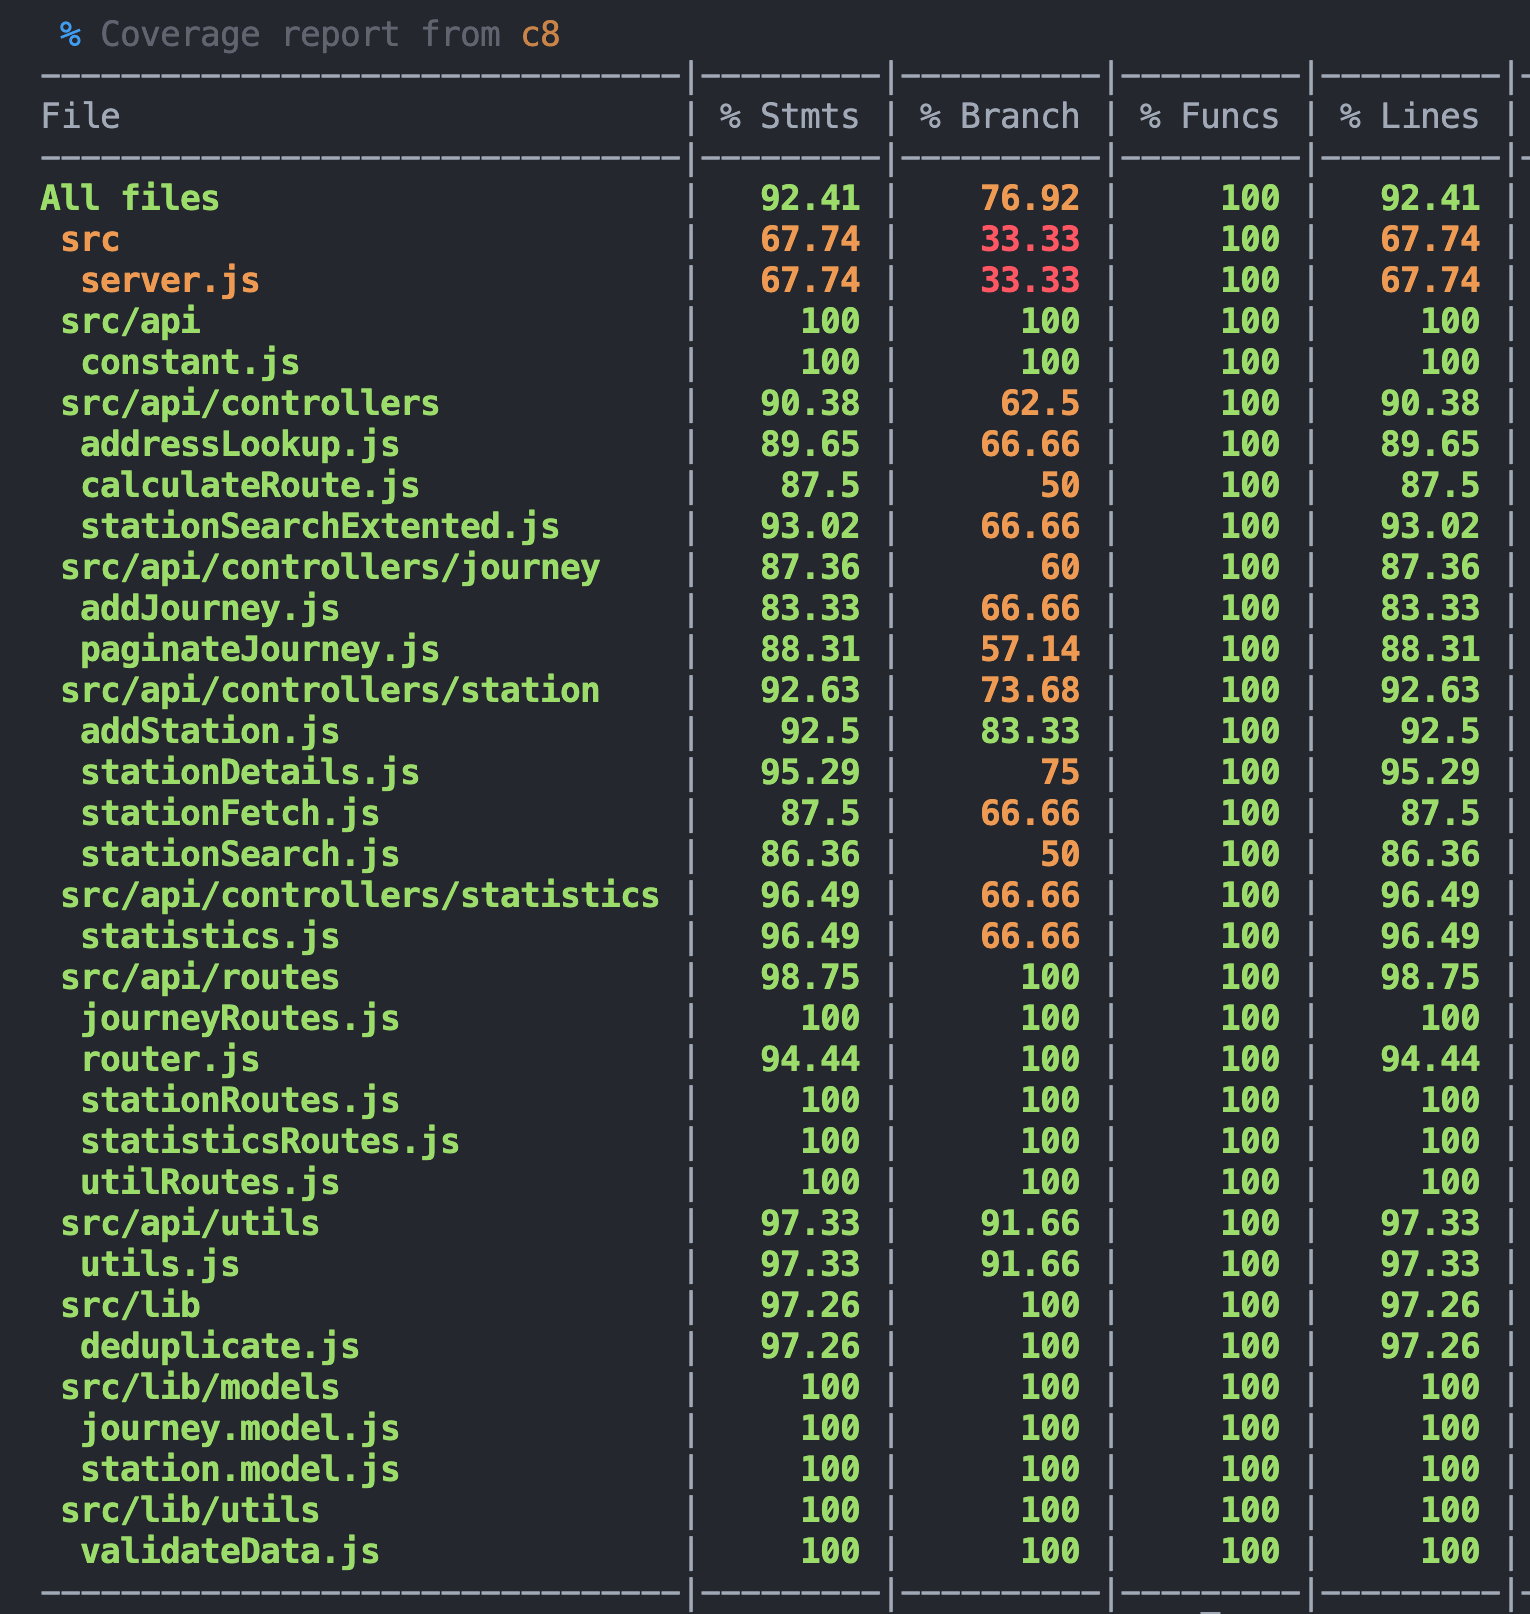 % Coverage report from c8
File | % Stmts | % Branch | % Funcs | % Lines |
All files | 92.41 | 76.92 | 100 | 92.41 |
src | 67.74 | 33.33 | 100 | 67.74 |
server.js | 67.74 | 33.33 | 100 | 67.74 |
src/api | 100 | 100 | 100 | 100 |
constant.js | 100 | 100 | 100 | 100 |
src/api/controllers | 90.38 | 62.5 | 100 | 90.38 |
addressLookup.js | 89.65 | 66.66 | 100 | 89.65 |
calculateRoute.js | 87.5 | 50 | 100 | 87.5 |
stationSearchExtented.js | 93.02 | 66.66 | 100 | 93.02 |
src/api/controllers/journey | 87.36 | 60 | 100 | 87.36 |
addJourney.js | 83.33 | 66.66 | 100 | 83.33 |
paginateJourney.js | 88.31 | 57.14 | 100 | 88.31 |
src/api/controllers/station | 92.63 | 73.68 | 100 | 92.63 |
addStation.js | 92.5 | 83.33 | 100 | 92.5 |
stationDetails.js | 95.29 | 75 | 100 | 95.29 |
stationFetch.js | 87.5 | 66.66 | 100 | 87.5 |
stationSearch.js | 86.36 | 50 | 100 | 86.36 |
src/api/controllers/statistics | 96.49 | 66.66 | 100 | 96.49 |
statistics.js | 96.49 | 66.66 | 100 | 96.49 |
src/api/routes | 98.75 | 100 | 100 | 98.75 |
journeyRoutes.js | 100 | 100 | 100 | 100 |
router.js | 94.44 | 100 | 100 | 94.44 |
stationRoutes.js | 100 | 100 | 100 | 100 |
statisticsRoutes.js | 100 | 100 | 100 | 100 |
utilRoutes.js | 100 | 100 | 100 | 100 |
src/api/utils | 97.33 | 91.66 | 100 | 97.33 |
utils.js | 97.33 | 91.66 | 100 | 97.33 |
src/lib | 97.26 | 100 | 100 | 97.26 |
deduplicate.js | 97.26 | 100 | 100 | 97.26 |
src/lib/models | 100 | 100 | 100 | 100 |
journey.model.js | 100 | 100 | 100 | 100 |
station.model.js | 100 | 100 | 100 | 100 |
src/lib/utils | 100 | 100 | 100 | 100 |
validateData.js | 100 | 100 | 100 | 100 |